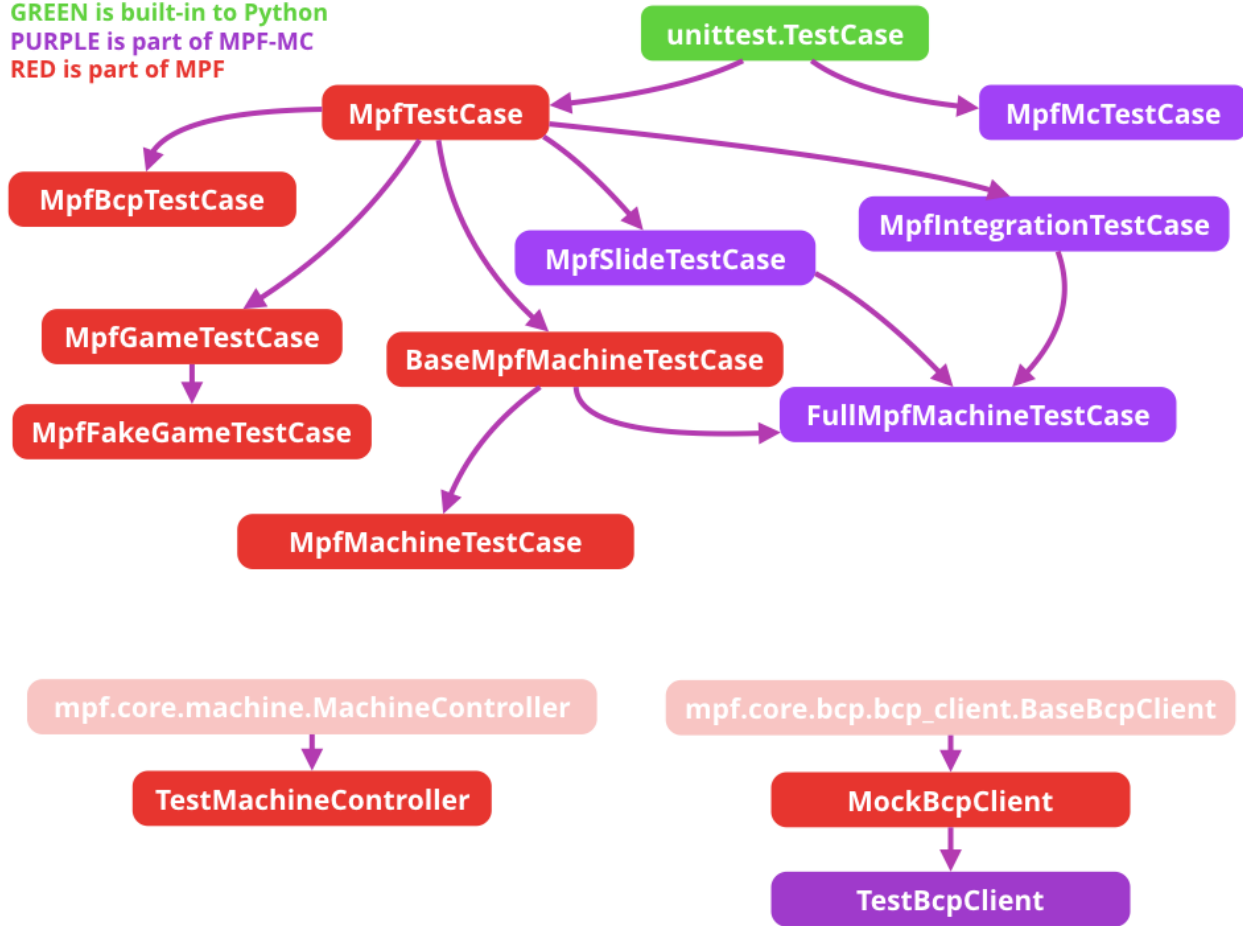 GREEN is built-in to Python
PURPLE is part of MPF-MC
RED is part of MPF
unittest.TestCase
MpfTestCase
MpfMcTestCase
MpfBcpTestCase
MpfIntegrationTestCase
MpfSlideTestCase
MpfGameTestCase
BaseMpfMachineTestCase
MpfFakeGameTestCase
FullMpfMachineTestCase
MpfMachineTestCase
mpf.core.machine.MachineController
mpf.core.bcp.bcp_client.BaseBcpClient
TestMachineController
MockBcpClient
TestBcpClient